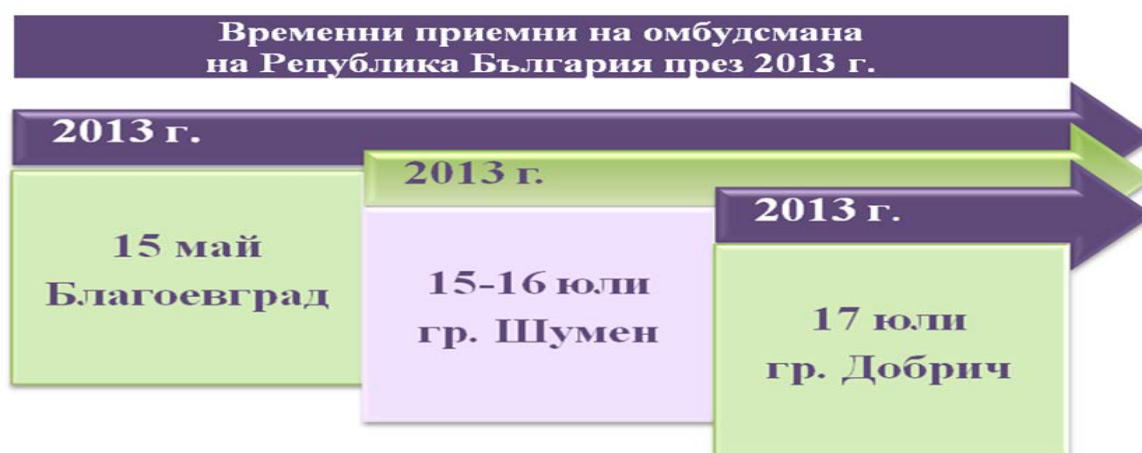 Временни приемни на омбудсмана
на Република България през 2013 г.
2013 г.
15 май
Благоевград
2013 г.
15-16 юли
гр. Шумен
2013 г.
17 юли
гр. Добрич